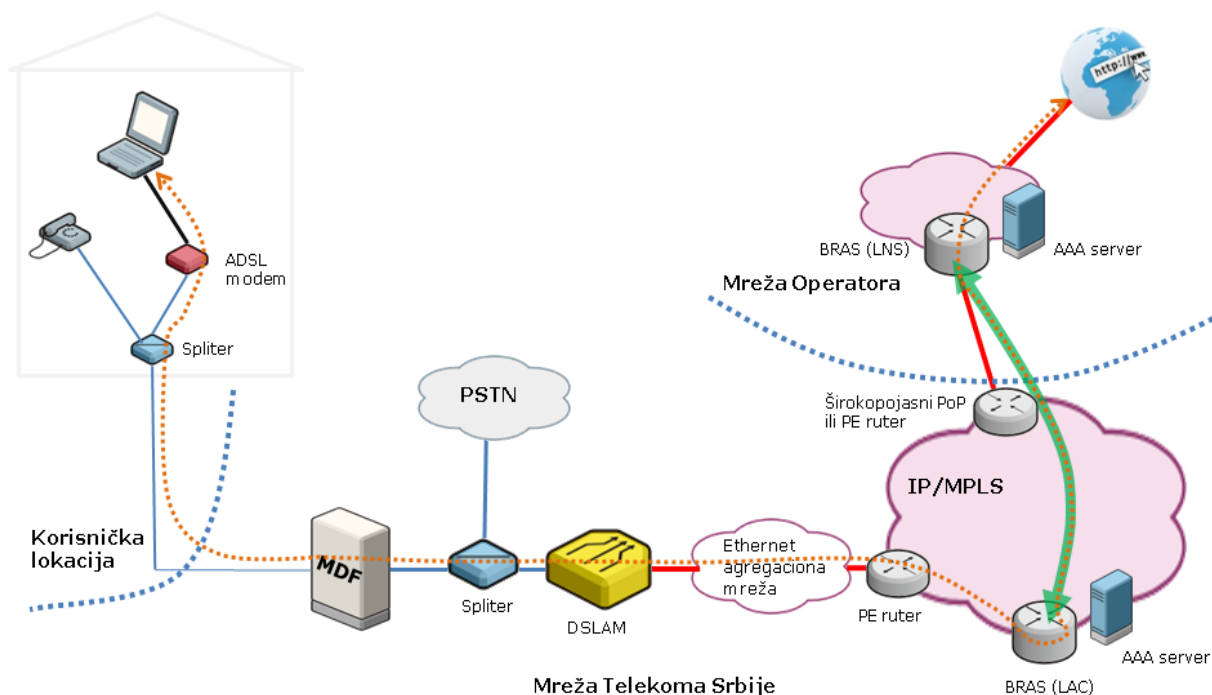 http://www
BRAS (LNS)
AAA server
ADSL
modem
Mreža Operatora
Spliter
PSTN
Širokopojasni PoP
ili PE ruter
IP/MPLS
Korisnička
lokacija
MDF
Ethernet
agregaciona
mreža
Spliter
DSLAM
PE ruter
AAA server
BRAS (LAC)
Mreža Telekoma Srbije